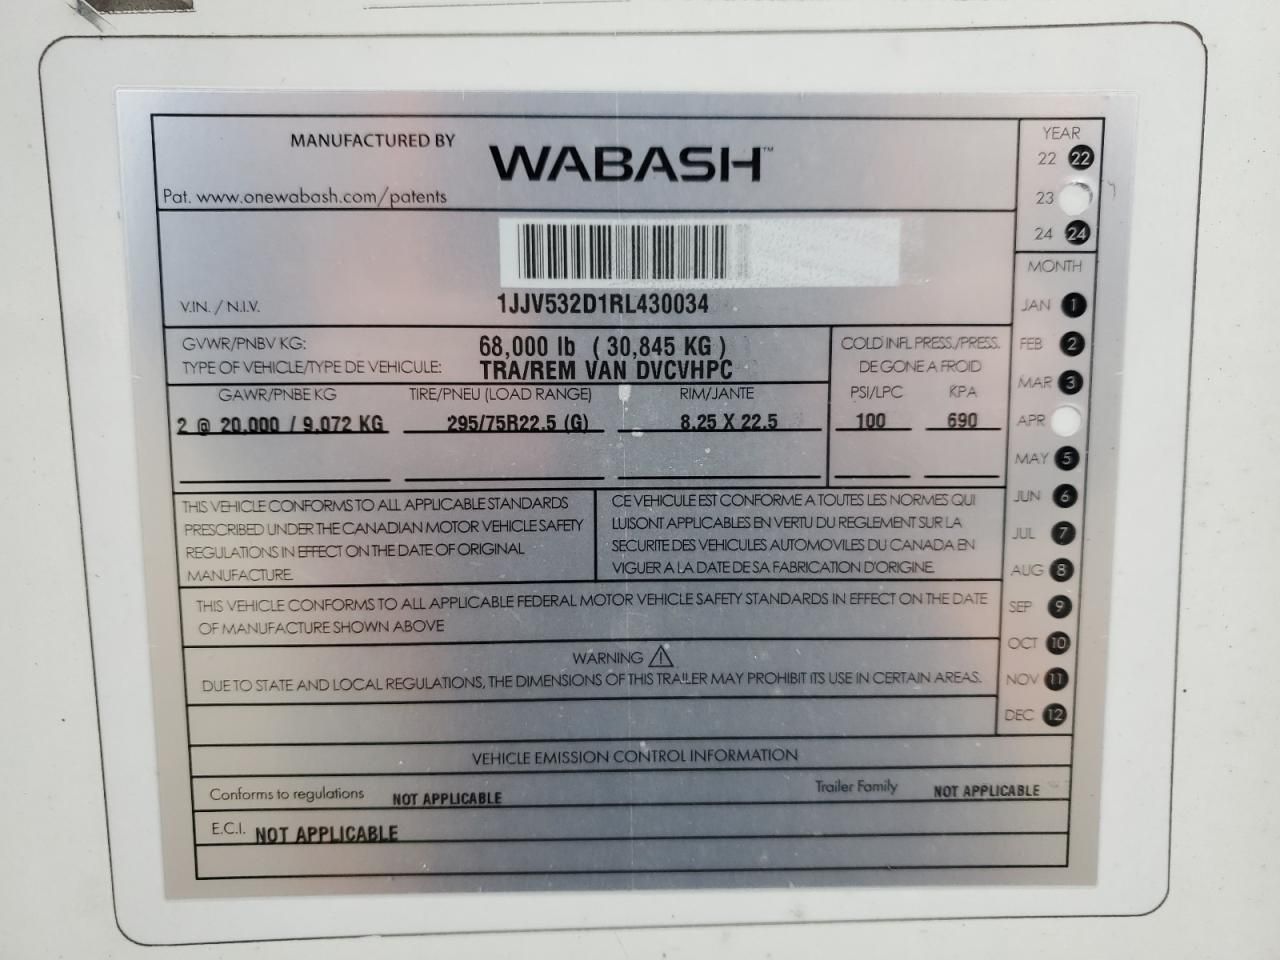 MANUFACTURED BY WABASH™
Pat. www.onewabash.com/patents
V.I.N. / N.I.V. 1JJV532D1RL430034
GVWR/PNBV KG: 68,000 lb ( 30,845 KG )
TYPE OF VEHICLE/TYPE DE VEHICULE: TRA/REM VAN DVCVHPC
COLD INFL PRESS./PRESS.
DE GONE A FROID
GAWR/PNBE KG TIRE/PNEU (LOAD RANGE) RIM/JANTE PSI/LPC KPA
2 @ 20,000 / 9,072 KG 295/75R22.5 (G) 8.25 X 22.5 100 690
THIS VEHICLE CONFORMS TO ALL APPLICABLE STANDARDS
PRESCRIBED UNDER THE CANADIAN MOTOR VEHICLE SAFETY
REGULATIONS IN EFFECT ON THE DATE OF ORIGINAL
MANUFACTURE.
CE VEHICULE EST CONFORME A TOUTES LES NORMES QUI
LUISONT APPLICABLES EN VERTU DU REGLEMENT SUR LA
SECURITE DES VEHICULES AUTOMOVILES DU CANADA EN
VIGUER A LA DATE DE SA FABRICATION D'ORIGINE.
THIS VEHICLE CONFORMS TO ALL APPLICABLE FEDERAL MOTOR VEHICLE SAFETY STANDARDS IN EFFECT ON THE DATE
OF MANUFACTURE SHOWN ABOVE
WARNING
DUE TO STATE AND LOCAL REGULATIONS, THE DIMENSIONS OF THIS TRAILER MAY PROHIBIT ITS USE IN CERTAIN AREAS.
YEAR
22 22
23
24 24
MONTH
JAN 1
FEB 2
MAR 3
APR
MAY 5
JUN 6
JUL 7
AUG 8
SEP 9
OCT 10
NOV 11
DEC 12
VEHICLE EMISSION CONTROL INFORMATION
Conforms to regulations NOT APPLICABLE Trailer Family NOT APPLICABLE
E.C.I. NOT APPLICABLE